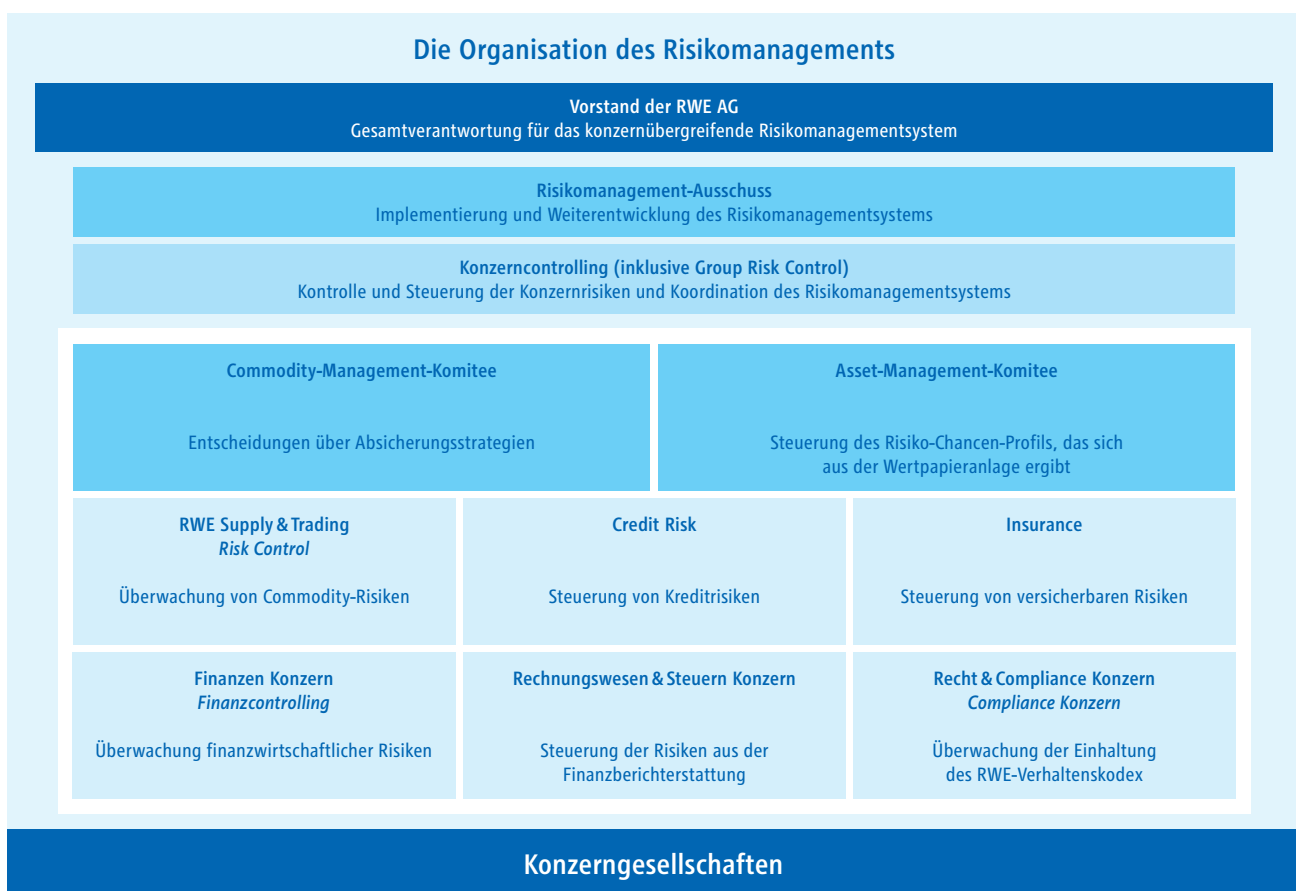 Die Organisation des Risikomanagements
Vorstand der RWE AG
Gesamtverantwortung für das konzernübergreifende Risikomanagementsystem
Risikomanagement-Ausschuss
Implementierung und Weiterentwicklung des Risikomanagementsystems
Konzerncontrolling (inklusive Group Risk Control)
Kontrolle und Steuerung der Konzernrisiken und Koordination des Risikomanagementsystems
Commodity-Management-Komitee
Entscheidungen über Absicherungsstrategien
Asset-Management-Komitee
Steuerung des Risiko-Chancen-Profils, das sich
aus der Wertpapieranlage ergibt
RWE Supply & Trading
Risk Control
Überwachung von Commodity-Risiken
Credit Risk
Steuerung von Kreditrisiken
Insurance
Steuerung von versicherbaren Risiken
Finanzen Konzern
Finanzcontrolling
Überwachung finanzwirtschaftlicher Risiken
Rechnungswesen & Steuern Konzern
Steuerung der Risiken aus der
Finanzberichterstattung
Recht & Compliance Konzern
Compliance Konzern
Überwachung der Einhaltung
des RWE-Verhaltenskodex
Konzerngesellschaften